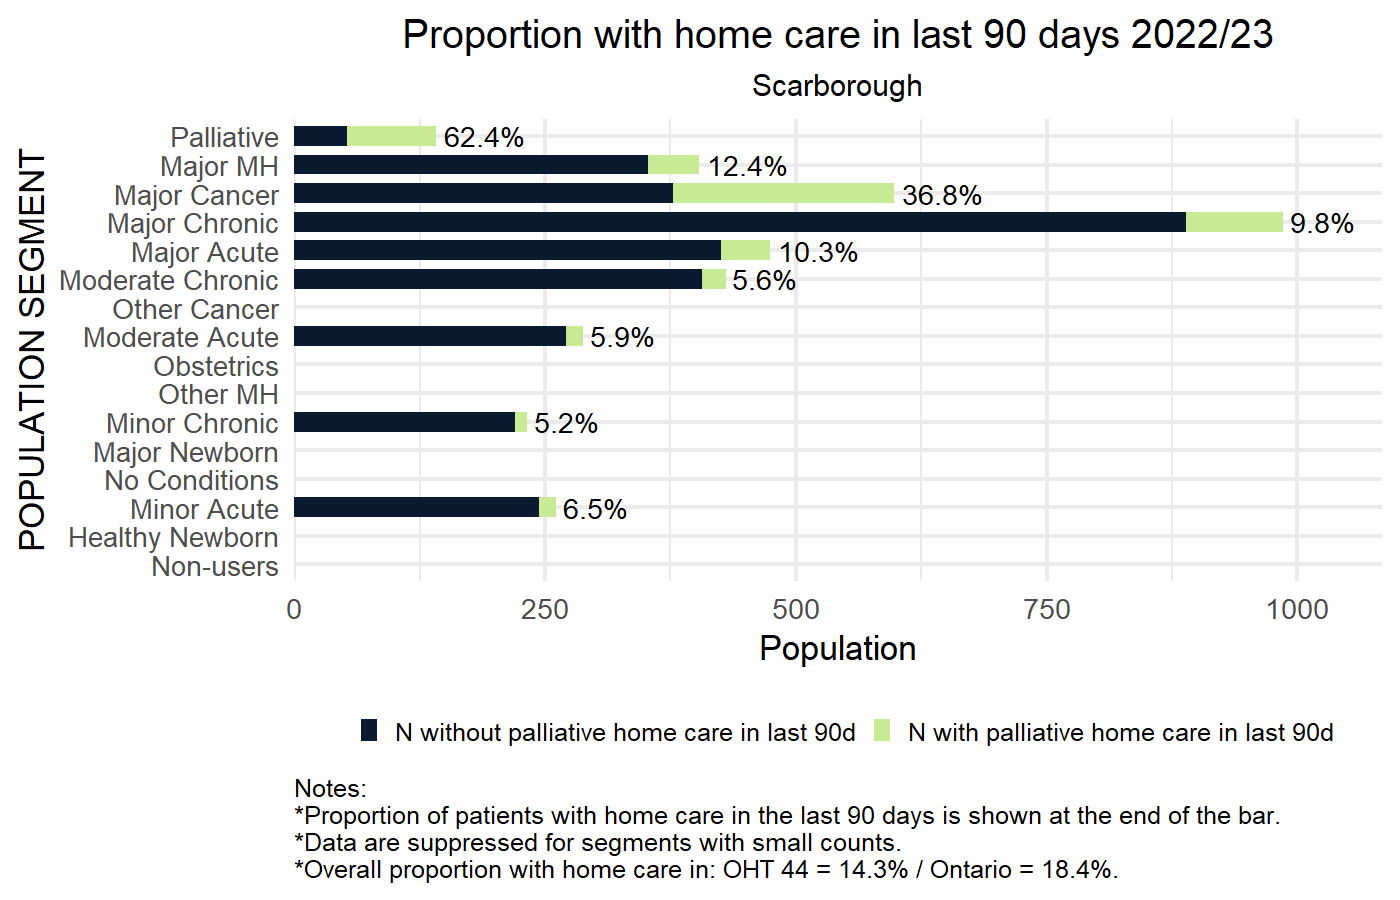 Proportion with home care in last 90 days 2022/23
Scarborough
POPULATION SEGMENT
Palliative 62.4%
Major MH 12.4%
Major Cancer 36.8%
Major Chronic 9.8%
Major Acute 10.3%
Moderate Chronic 5.6%
Other Cancer
Moderate Acute 5.9%
Obstetrics
Other MH
Minor Chronic 5.2%
Major Newborn
No Conditions
Minor Acute 6.5%
Healthy Newborn
Non-users
0 250 500 750 1000
Population
N without palliative home care in last 90d N with palliative home care in last 90d
Notes:
*Proportion of patients with home care in the last 90 days is shown at the end of the bar.
*Data are suppressed for segments with small counts.
*Overall proportion with home care in: OHT 44 = 14.3% / Ontario = 18.4%.